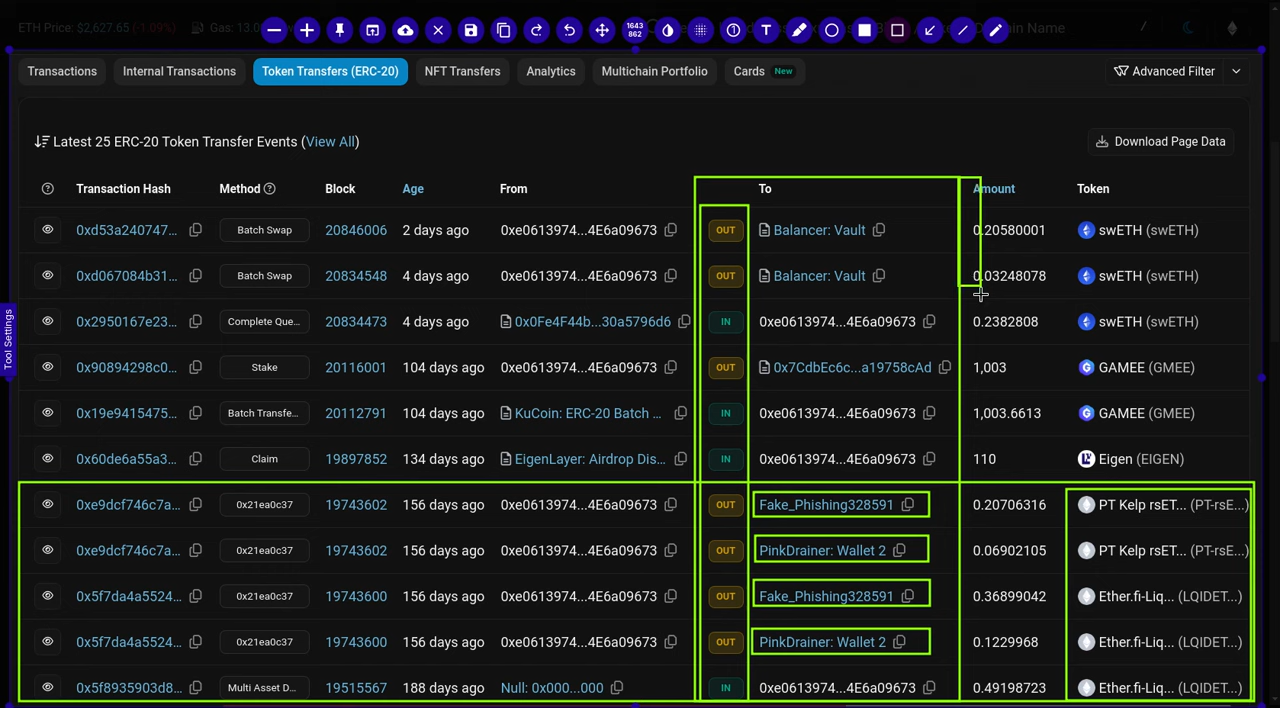 ETH Price: $2,627.65 (-1.09%) Gas: 13.0 Name
1643
862
Tool Settings
Transactions Internal Transactions Token Transfers (ERC-20) NFT Transfers Analytics Multichain Portfolio Cards New Advanced Filter
Latest 25 ERC-20 Token Transfer Events (View All) Download Page Data
Transaction Hash Method Block Age From To Amount Token
0xd53a240747... Batch Swap 20846006 2 days ago 0xe0613974...4E6a09673 OUT Balancer: Vault 0.20580001 swETH (swETH)
0xd067084b31... Batch Swap 20834548 4 days ago 0xe0613974...4E6a09673 OUT Balancer: Vault 0.03248078 swETH (swETH)
0x2950167e23... Complete Que... 20834473 4 days ago 0x0Fe4F44b...30a5796d6 IN 0xe0613974...4E6a09673 0.2382808 swETH (swETH)
0x90894298c0... Stake 20116001 104 days ago 0xe0613974...4E6a09673 OUT 0x7CdbEc6c...a19758cAd 1,003 GAMEE (GMEE)
0x19e9415475... Batch Transfe... 20112791 104 days ago KuCoin: ERC-20 Batch ... IN 0xe0613974...4E6a09673 1,003.6613 GAMEE (GMEE)
0x60de6a55a3... Claim 19897852 134 days ago EigenLayer: Airdrop Dis... IN 0xe0613974...4E6a09673 110 Eigen (EIGEN)
0xe9dcf746c7a... 0x21ea0c37 19743602 156 days ago 0xe0613974...4E6a09673 OUT Fake_Phishing328591 0.20706316 PT Kelp rsET... (PT-rsE...)
0xe9dcf746c7a... 0x21ea0c37 19743602 156 days ago 0xe0613974...4E6a09673 OUT PinkDrainer: Wallet 2 0.06902105 PT Kelp rsET... (PT-rsE...)
0x5f7da4a5524... 0x21ea0c37 19743600 156 days ago 0xe0613974...4E6a09673 OUT Fake_Phishing328591 0.36899042 Ether.fi-Liq... (LQIDET...)
0x5f7da4a5524... 0x21ea0c37 19743600 156 days ago 0xe0613974...4E6a09673 OUT PinkDrainer: Wallet 2 0.1229968 Ether.fi-Liq... (LQIDET...)
0x5f8935903d8... Multi Asset D... 19515567 188 days ago Null: 0x000...000 IN 0xe0613974...4E6a09673 0.49198723 Ether.fi-Liq... (LQIDET...)